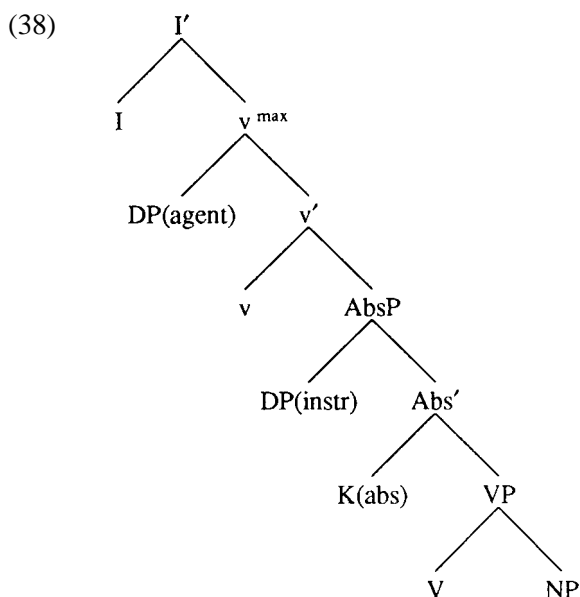 (38) I′
I v max
DP(agent) v′
v AbsP
DP(instr) Abs′
K(abs) VP
V NP